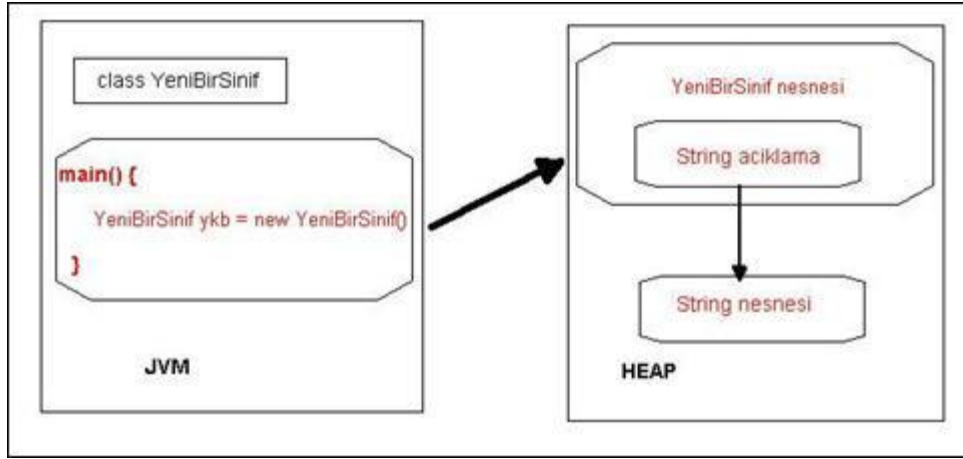 class YeniBirSinif
main() {
YeniBirSinif ykb = new YeniBirSinif()
}
JVM
YeniBirSinif nesnesi
String aciklama
String nesnesi
HEAP